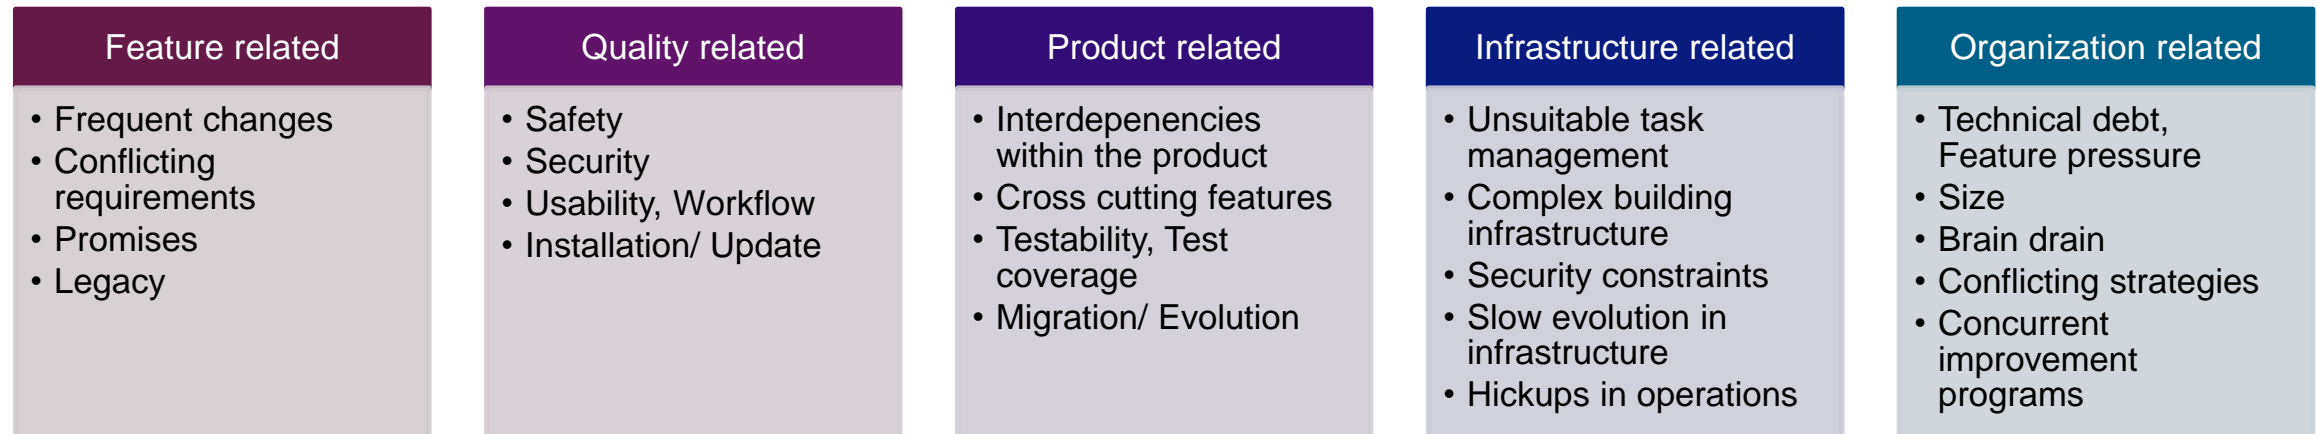 Feature related
• Frequent changes
• Conflicting
requirements
• Promises
• Legacy
Quality related
• Safety
• Security
• Usability, Workflow
• Installation/ Update
Product related
• Interdepenencies
within the product
• Cross cutting features
• Testability, Test
coverage
• Migration/ Evolution
Infrastructure related
• Unsuitable task
management
• Complex building
infrastructure
• Security constraints
• Slow evolution in
infrastructure
• Hickups in operations
Organization related
• Technical debt,
Feature pressure
• Size
• Brain drain
• Conflicting strategies
• Concurrent
improvement
programs